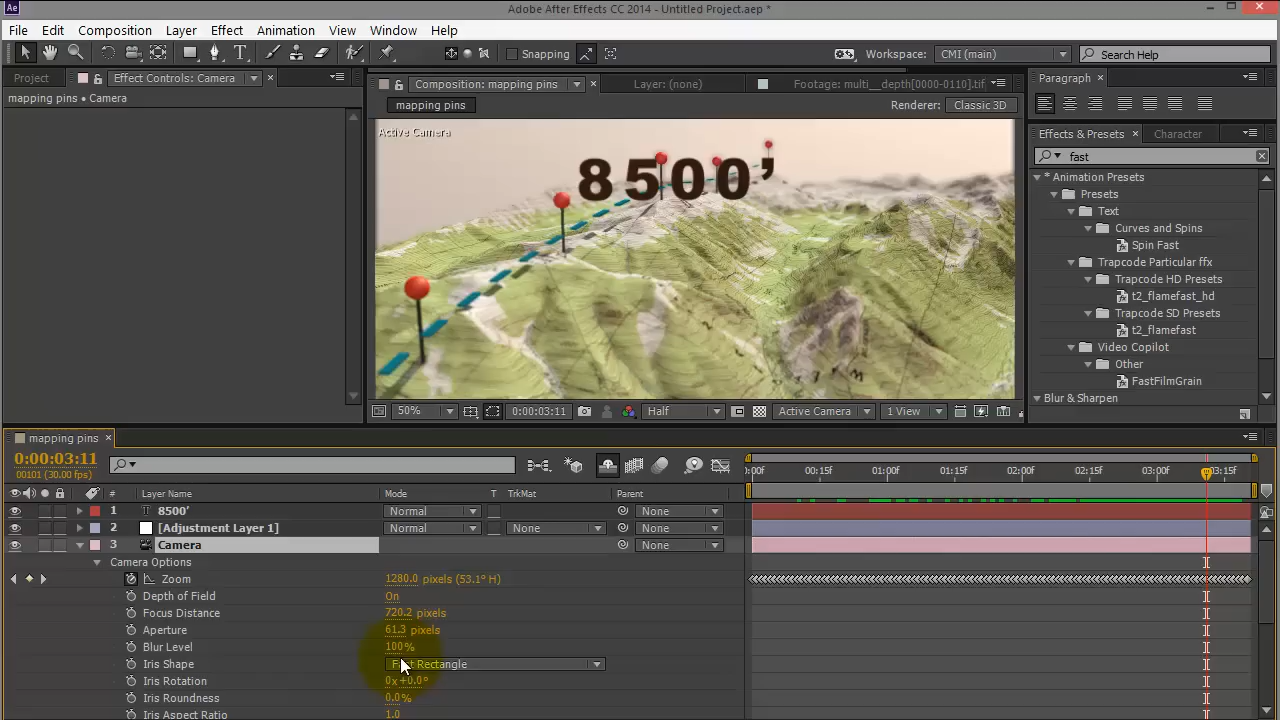 Ae Adobe After Effects CC 2014 - Untitled Project.aep *
File Edit Composition Layer Effect Animation View Window Help
T Snapping Workspace: CMI (main) Search Help
Project Effect Controls: Camera Composition: mapping pins Layer: (none) Footage: multi__depth[0000-0110].tif Paragraph
mapping pins • Camera
mapping pins Renderer: Classic 3D
Active Camera
8500’
Effects & Presets Character
fast
* Animation Presets
Presets
Text
Curves and Spins
Spin Fast
Trapcode Particular ffx
Trapcode HD Presets
t2_flamefast_hd
Trapcode SD Presets
t2_flamefast
Video Copilot
Other
FastFilmGrain
Blur & Sharpen
50% 0:00:03:11 Half Active Camera 1 View
mapping pins
0:00:03:11
00101 (30.00 fps)
:00f 00:15f 01:00f 01:15f 02:00f 02:15f 03:00f 03:15f
# Layer Name Mode T TrkMat Parent
1 T 8500' Normal None
2 [Adjustment Layer 1] Normal None None
3 Camera None
Camera Options
Zoom 1280.0 pixels (53.1° H)
Depth of Field On
Focus Distance 720.2 pixels
Aperture 61.3 pixels
Blur Level 100%
Iris Shape Fast Rectangle
Iris Rotation 0x+0.0°
Iris Roundness 0.0%
Iris Aspect Ratio 1.0